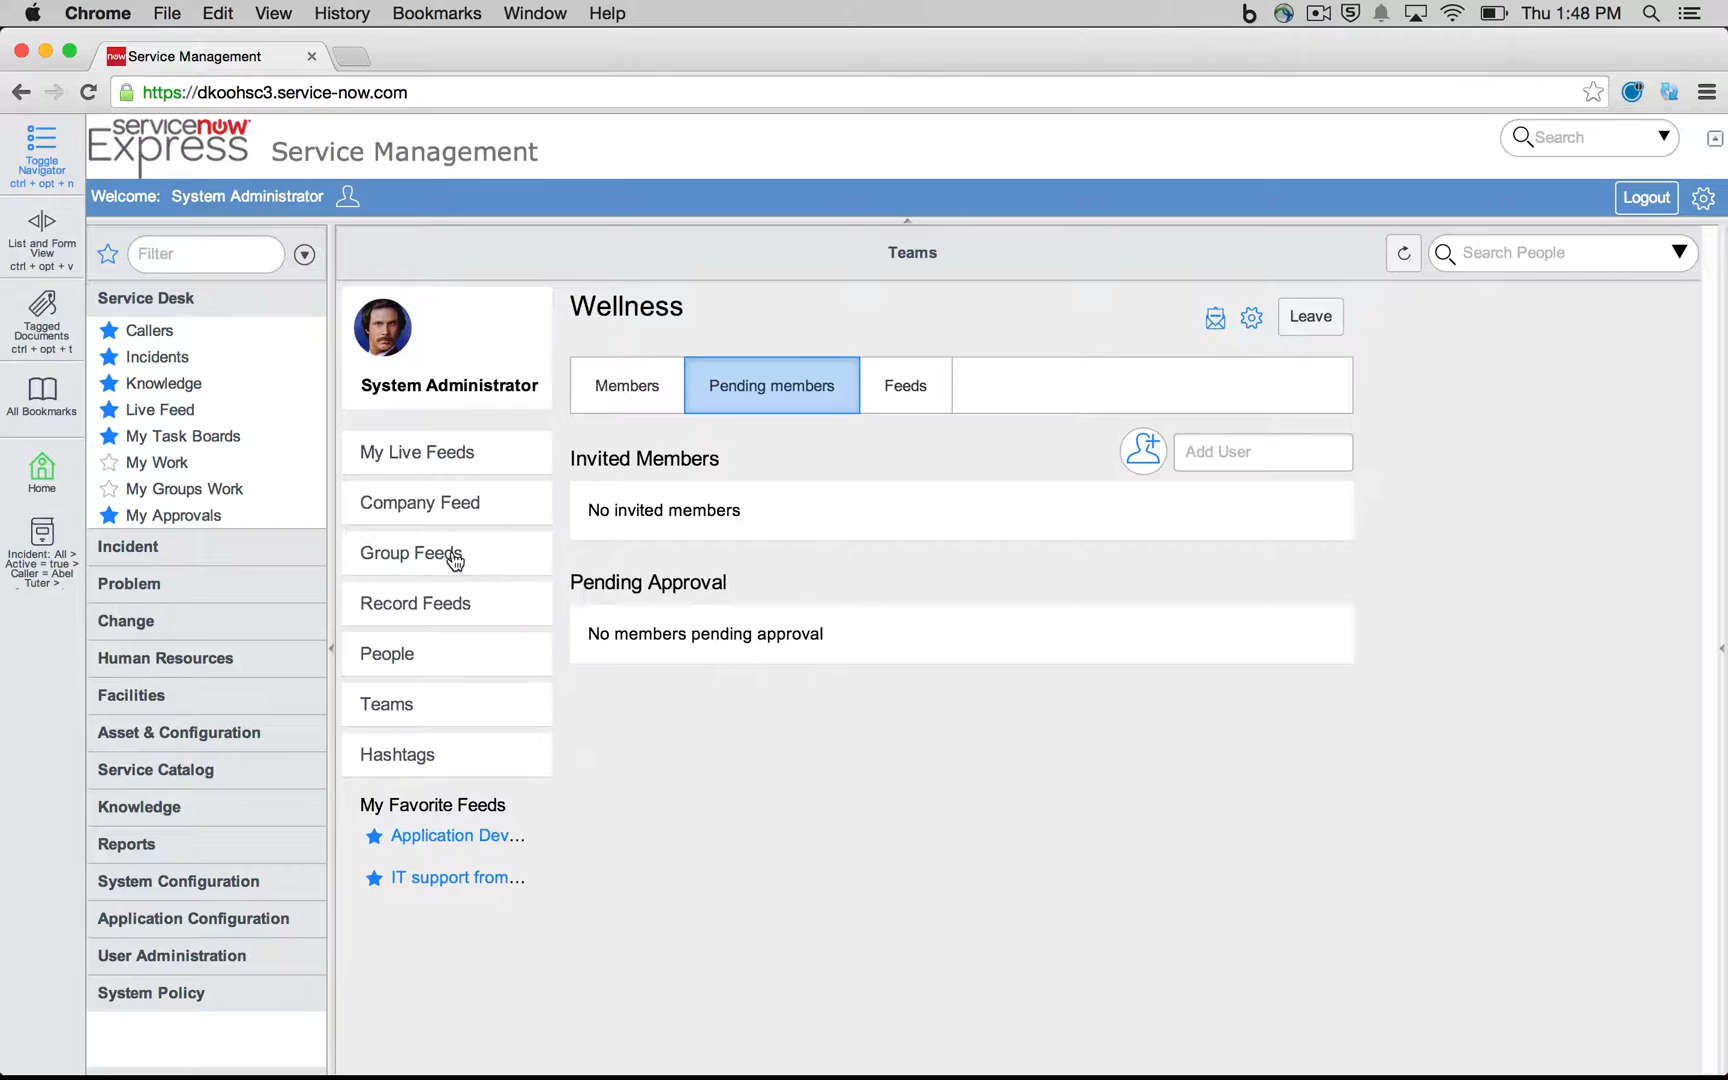 Chrome File Edit View History Bookmarks Window Help
b S Thu 1:48 PM
now Service Management
https://dkoohsc3.service-now.com
Toggle
Navigator
ctrl + opt + n
servicenow
Express Service Management
Search
Welcome: System Administrator
Logout
List and Form
View
ctrl + opt + v
Tagged
Documents
ctrl + opt + t
All Bookmarks
Home
Incident: All >
Active = true >
Caller = Abel
Tuter >
Filter
Service Desk
Callers
Incidents
Knowledge
Live Feed
My Task Boards
My Work
My Groups Work
My Approvals
Incident
Problem
Change
Human Resources
Facilities
Asset & Configuration
Service Catalog
Knowledge
Reports
System Configuration
Application Configuration
User Administration
System Policy
Teams
Search People
System Administrator
My Live Feeds
Company Feed
Group Feeds
Record Feeds
People
Teams
Hashtags
My Favorite Feeds
Application Dev...
IT support from...
Wellness
Leave
Members Pending members Feeds
Invited Members
Add User
No invited members
Pending Approval
No members pending approval